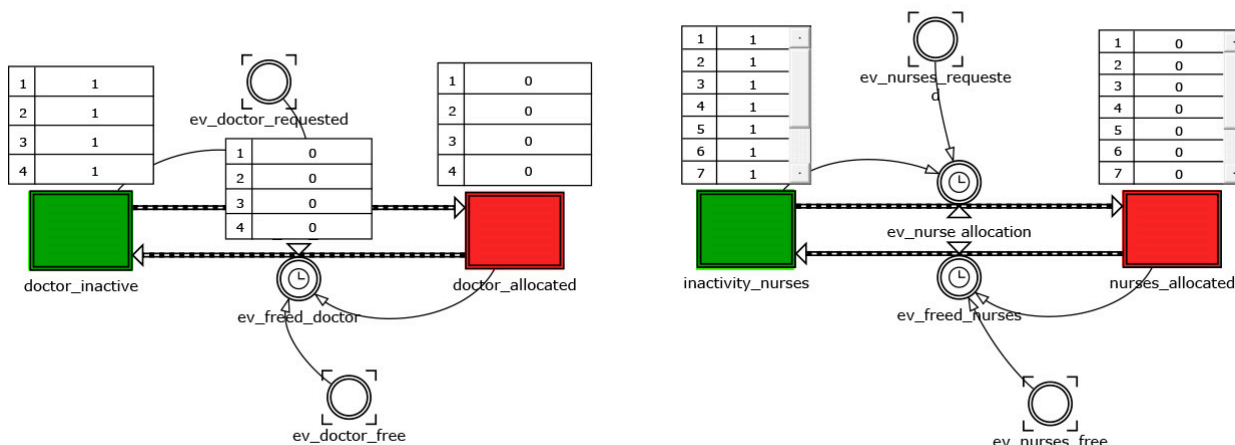 1 1
2 1
3 1
4 1
doctor_inactive
ev_doctor_requested
1 0
2 0
3 0
4 0
1 0
2 0
3 0
4 0
doctor_allocated
ev_freed_doctor
ev_doctor_free
1 1
2 1
3 1
4 1
5 1
6 1
7 1
inactivity_nurses
ev_nurses_requeste
d
ev_nurse allocation
1 0
2 0
3 0
4 0
5 0
6 0
7 0
nurses_allocated
ev_freed_nurses
ev_nurses_free